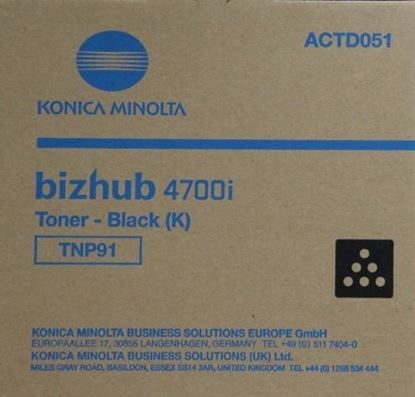 ACTD051
KONICA MINOLTA
bizhub 4700i
Toner - Black (K)
TNP91
KONICA MINOLTA BUSINESS SOLUTIONS EUROPE GmbH
EUROPAALLEE 17, 30855 LANGENHAGEN, GERMANY TEL +49 (0) 511 7404-0
KONICA MINOLTA BUSINESS SOLUTIONS (UK) Ltd.
MILES GRAY ROAD, BASILDON, ESSEX SS14 3AR, UNITED KINGDOM TEL +44 (0) 1268 534 444